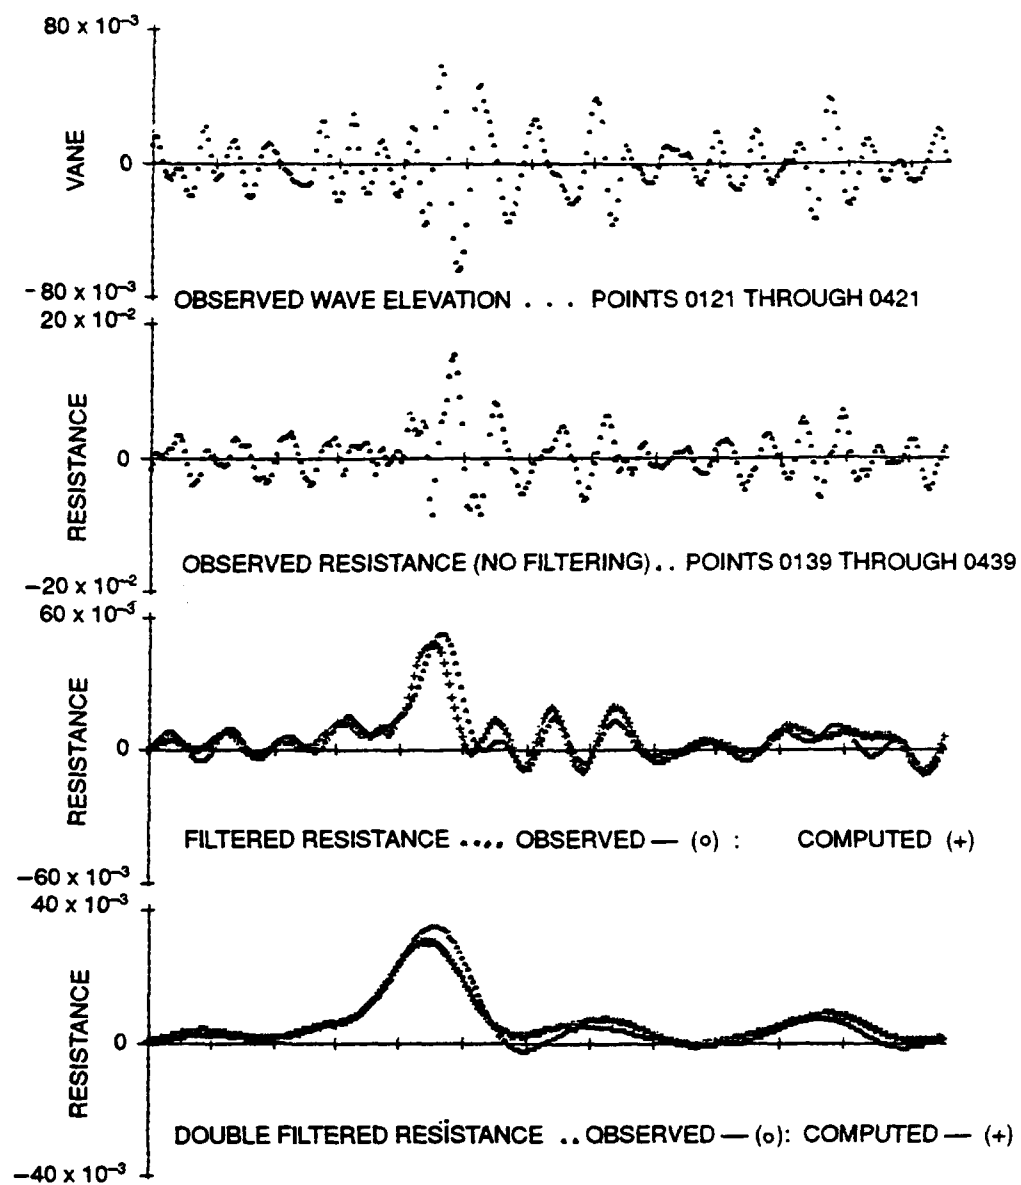 80 x 10⁻³
VANE
0
-80 x 10⁻³
OBSERVED WAVE ELEVATION . . . POINTS 0121 THROUGH 0421
20 x 10⁻²
RESISTANCE
0
OBSERVED RESISTANCE (NO FILTERING) . . POINTS 0139 THROUGH 0439
−20 x 10⁻²
60 x 10⁻³
RESISTANCE
0
FILTERED RESISTANCE .... OBSERVED — (o) : COMPUTED (+)
−60 x 10⁻³
40 x 10⁻³
RESISTANCE
0
DOUBLE FILTERED RESISTANCE .. OBSERVED — (o): COMPUTED — (+)
−40 x 10⁻³